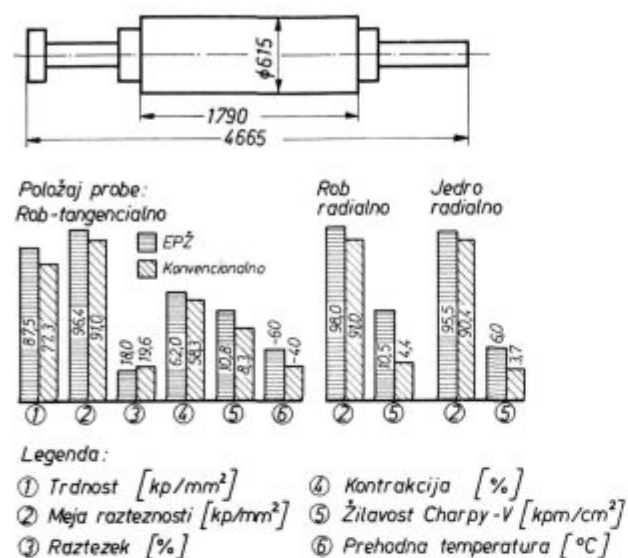 ϕ615
1790
4665
Položaj probe:
Rob-tangencialno
Rob
radialno
Jedro
radialno
EPŽ
Konvencionalno
87,5 77,3 96,4 91,0 18,0 19,6 62,0 58,3 10,8 8,3 -60 -40
98,0 91,0 10,5 4,4
95,5 90,4 6,0 3,7
① ② ③ ④ ⑤ ⑥ ② ⑤ ② ⑤
Legenda:
① Trdnost [kp/mm²]
② Meja razteznosti [kp/mm²]
③ Raztezek [%]
④ Kontrakcija [%]
⑤ Žilavost Charpy-V [kpm/cm²]
⑥ Prehodna temperatura [°C]